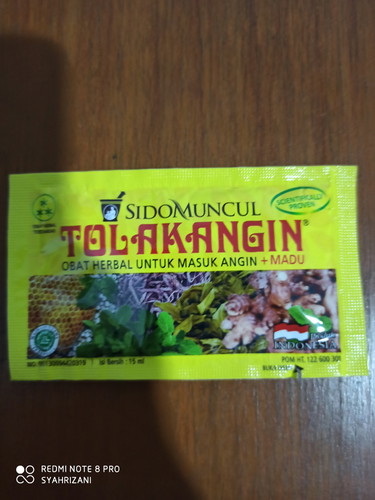 SIDOMUNCUL
SCIENTIFICALLY
PROVEN
TOLAKANGIN®
OBAT HERBAL UNTUK MASUK ANGIN + MADU
INDONESIA
Isi Bersih : 15 ml
POM HT. 122 600 301
REDMI NOTE 8 PRO
SYAHRIZANI